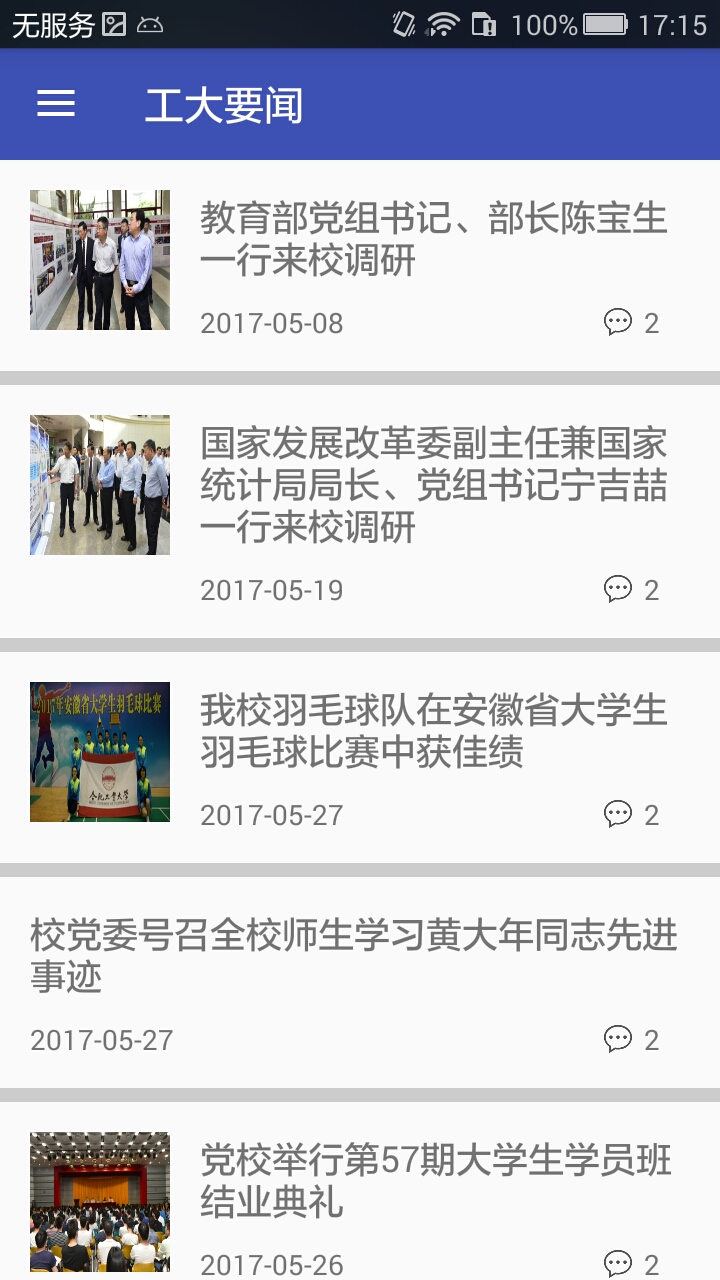 无服务 100% 17:15
工大要闻
教育部党组书记、部长陈宝生
一行来校调研
2017-05-08 2
国家发展改革委副主任兼国家
统计局局长、党组书记宁吉喆
一行来校调研
2017-05-19 2
2017年安徽省大学生羽毛球比赛
合肥工业大学
我校羽毛球队在安徽省大学生
羽毛球比赛中获佳绩
2017-05-27 2
校党委号召全校师生学习黄大年同志先进
事迹
2017-05-27 2
党校举行第57期大学生学员班
结业典礼
2017-05-26 2